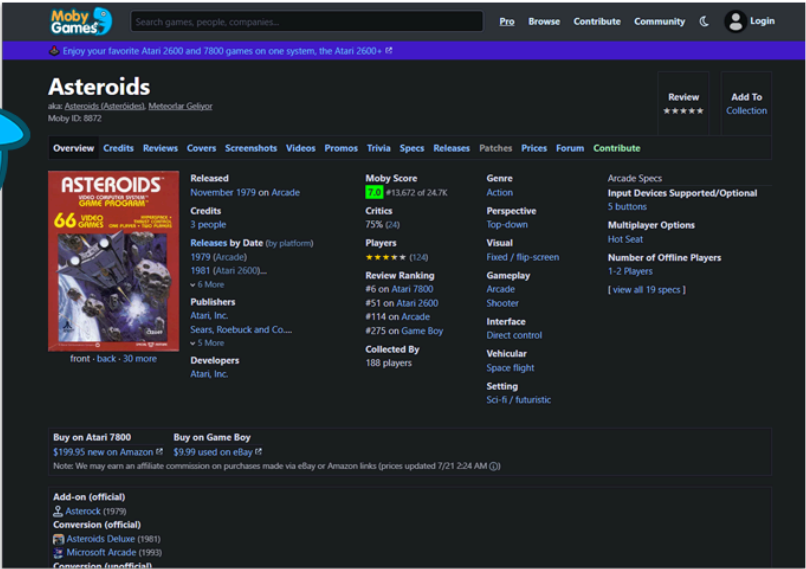 Moby Games
Search games, people, companies...
Pro Browse Contribute Community Login
Enjoy your favorite Atari 2600 and 7800 games on one system, the Atari 2600+
Asteroids
aka: Asteroids (Asteróides), Meteorlar Geliyor
Moby ID: 8872
Review
★★★★★
Add To
Collection
Overview Credits Reviews Covers Screenshots Videos Promos Trivia Specs Releases Patches Prices Forum Contribute
ASTEROIDS
VIDEO COMPUTER SYSTEM
GAME PROGRAM
66 VIDEO GAMES
ONE PLAYER • TWO PLAYERS
front · back · 30 more
Released
November 1979 on Arcade
Credits
3 people
Releases by Date (by platform)
1979 (Arcade)
1981 (Atari 2600)...
6 More
Publishers
Atari, Inc.
Sears, Roebuck and Co....
5 More
Developers
Atari, Inc.
Moby Score
7.0 #13,672 of 24.7K
Critics
75% (24)
Players
★★★★★ (124)
Review Ranking
#6 on Atari 7800
#51 on Atari 2600
#114 on Arcade
#275 on Game Boy
Collected By
188 players
Genre
Action
Perspective
Top-down
Visual
Fixed / flip-screen
Gameplay
Arcade
Shooter
Interface
Direct control
Vehicular
Space flight
Setting
Sci-fi / futuristic
Arcade Specs
Input Devices Supported/Optional
5 buttons
Multiplayer Options
Hot Seat
Number of Offline Players
1-2 Players
[ view all 19 specs ]
Buy on Atari 7800
$199.95 new on Amazon
Buy on Game Boy
$9.99 used on eBay
Note: We may earn an affiliate commission on purchases made via eBay or Amazon links (prices updated 7/21 2:24 AM)
Add-on (official)
Asterock (1979)
Conversion (official)
Asteroids Deluxe (1981)
Microsoft Arcade (1993)
Conversion (unofficial)